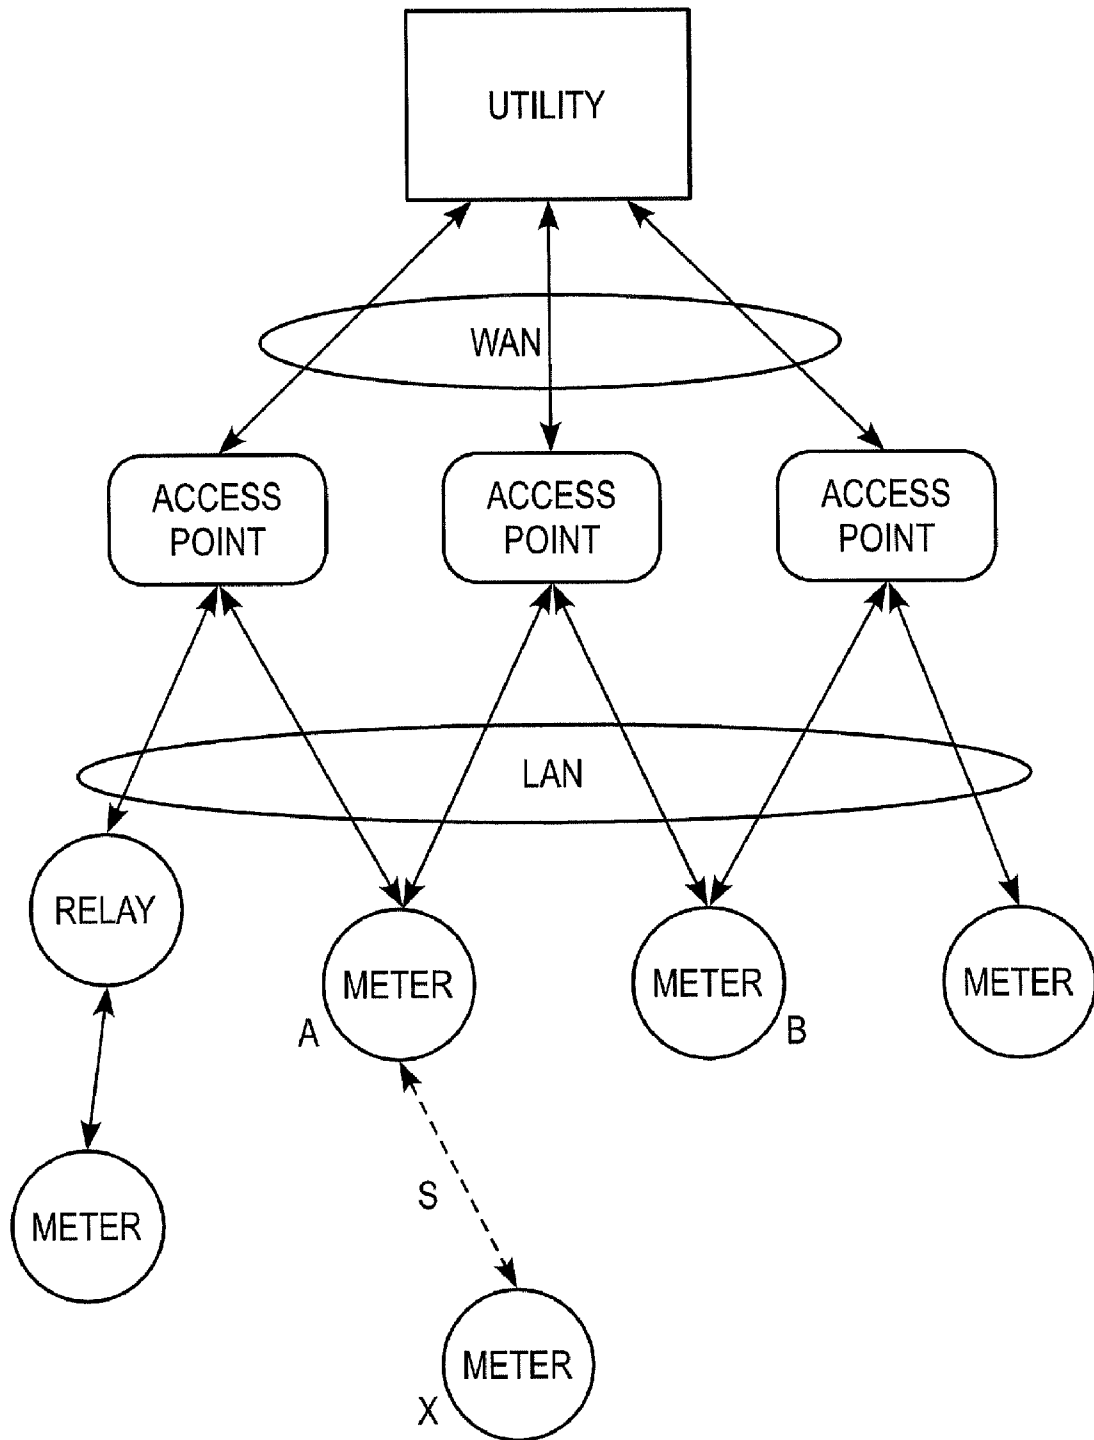 UTILITY
WAN
ACCESS
POINT
ACCESS
POINT
ACCESS
POINT
LAN
RELAY
METER
A
METER
B
METER
METER
S
METER
X